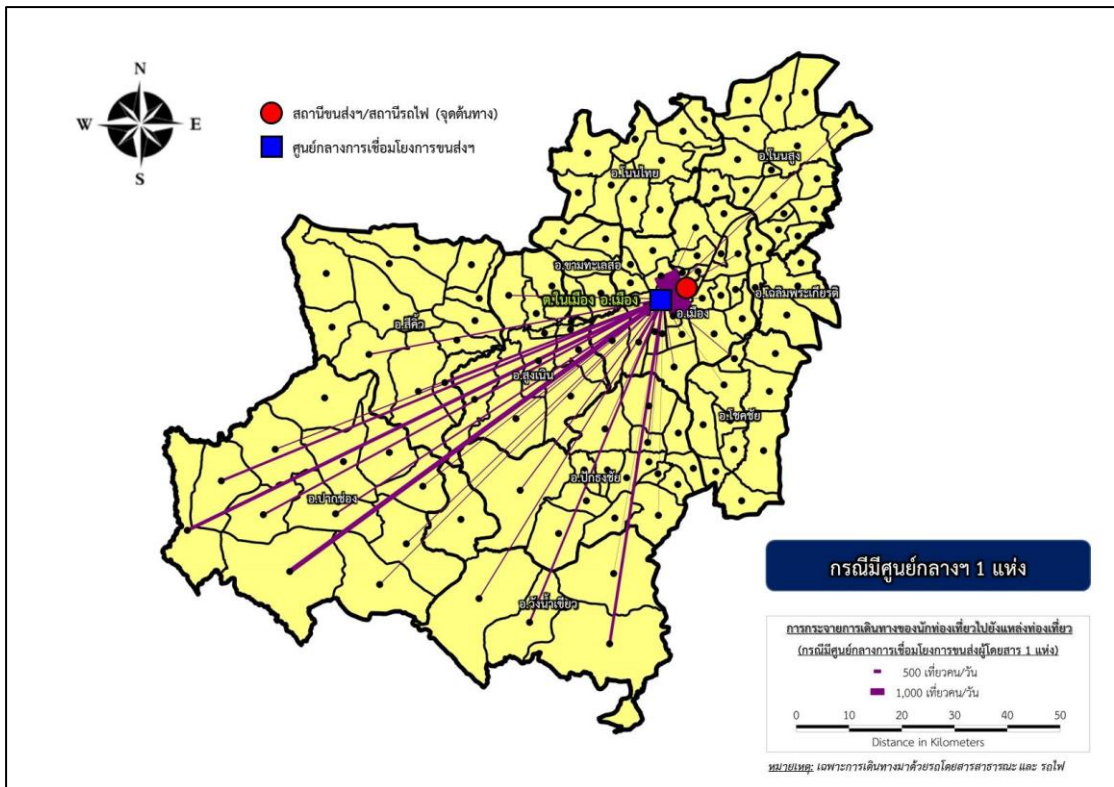 N
W E
S
สถานีขนส่งฯ/สถานีรถไฟ (จุดต้นทาง)
ศูนย์กลางการเชื่อมโยงการขนส่งฯ
อ.โนนสูง
อ.โนนไทย
อ.ขามทะเลสอ
อ.เฉลิมพระเกียรติ
ต.ในเมือง อ.เมือง
อ.เมือง
อ.สีคิ้ว
อ.สูงเนิน
อ.โชคชัย
อ.ปักธงชัย
อ.ปากช่อง
อ.วังน้ำเขียว
กรณีมีศูนย์กลางฯ 1 แห่ง
การกระจายการเดินทางของนักท่องเที่ยวไปยังแหล่งท่องเที่ยว
(กรณีมีศูนย์กลางการเชื่อมโยงการขนส่งผู้โดยสาร 1 แห่ง)
500 เที่ยวคน/วัน
1,000 เที่ยวคน/วัน
0 10 20 30 40 50
Distance in Kilometers
หมายเหตุ: เฉพาะการเดินทางมาด้วยรถโดยสารสาธารณะ และ รถไฟ